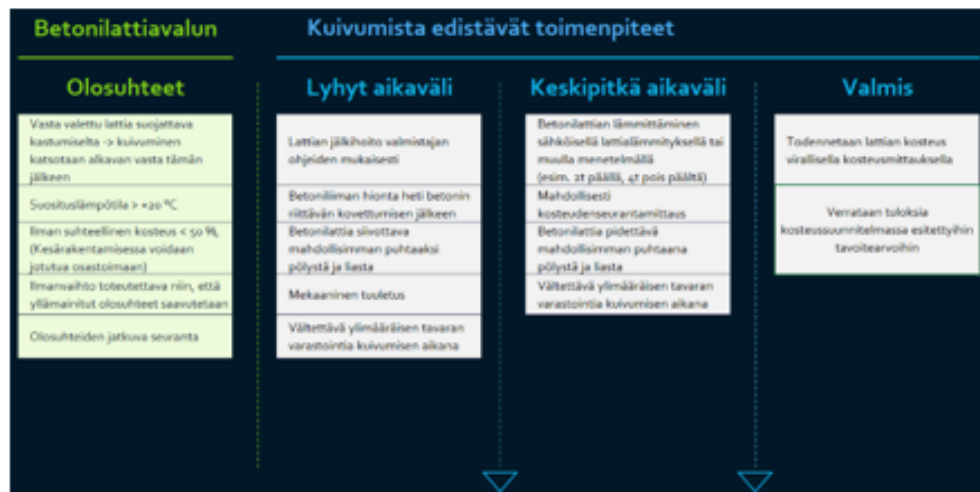 Betonilattiavalun
Kuivumista edistävät toimenpiteet
Olosuhteet
Vasta valettu lattia suojattava
kastumiselta -> kuivuminen
katsotaan alkavan vasta tämän
jälkeen
Suosituslämpötila > +20 °C
Ilman suhteellinen kosteus < 50 %,
(Kesärakentamisessa voidaan
jotutua osastoimaan)
Ilmanvaihto toteutettava niin, että
yllämainitut olosuhteet saavutetaan
Olosuhteiden jatkuva seuranta
Lyhyt aikaväli
Lattian jälkihoito valmistajan
ohjeiden mukaisesti
Betoniliiman hionta heti betonin
riittävän kovettumisen jälkeen
Betonilattia siivottava
mahdollisimman puhtaaksi
pölystä ja liasta
Mekaaninen tuuletus
Vältettävä ylimääräisen tavaran
varastointia kuivumisen aikana
Keskipitkä aikaväli
Betonilattian lämmittäminen
sähköisellä lattialämmityksellä tai
muulla menetelmällä
(esim. 2t päällä, 4t pois päältä)
Mahdollisesti
kosteudenseurantamittaus
Betonilattia pidettävä
mahdollisimman puhtaana
pölystä ja liasta
Vältettävä ylimääräisen tavaran
varastointia kuivumisen aikana
Valmis
Todennetaan lattian kosteus
virallisella kosteusmittauksella
Verrataan tuloksia
kosteussuunnitelmassa esitettyihin
tavoitearvoihin